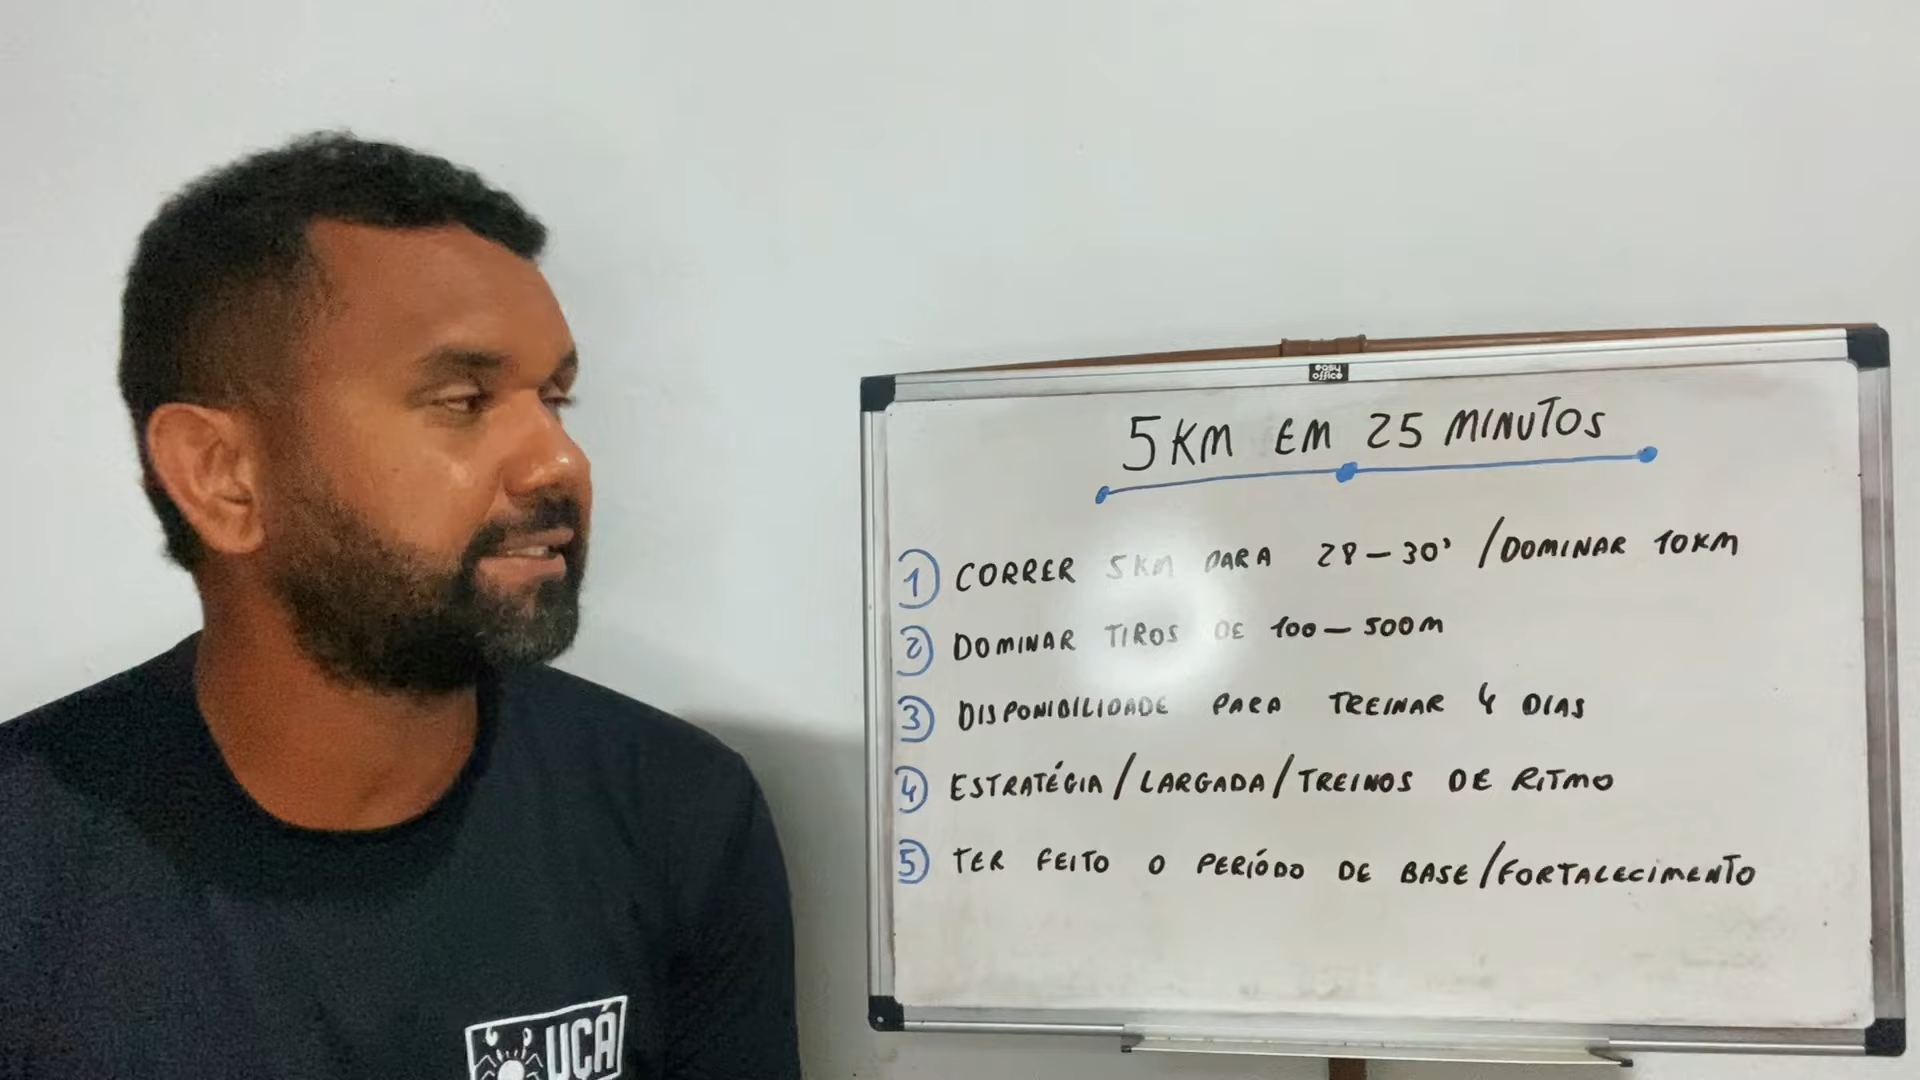 easy office
5KM EM 25 MINUTOS
1 CORRER 5KM PARA 28-30' / DOMINAR 10KM
2 DOMINAR TIROS DE 100-500M
3 DISPONIBILIDADE PARA TREINAR 4 DIAS
4 ESTRATÉGIA / LARGADA / TREINOS DE RITMO
5 TER FEITO O PERÍODO DE BASE / FORTALECIMENTO
UÇÁ